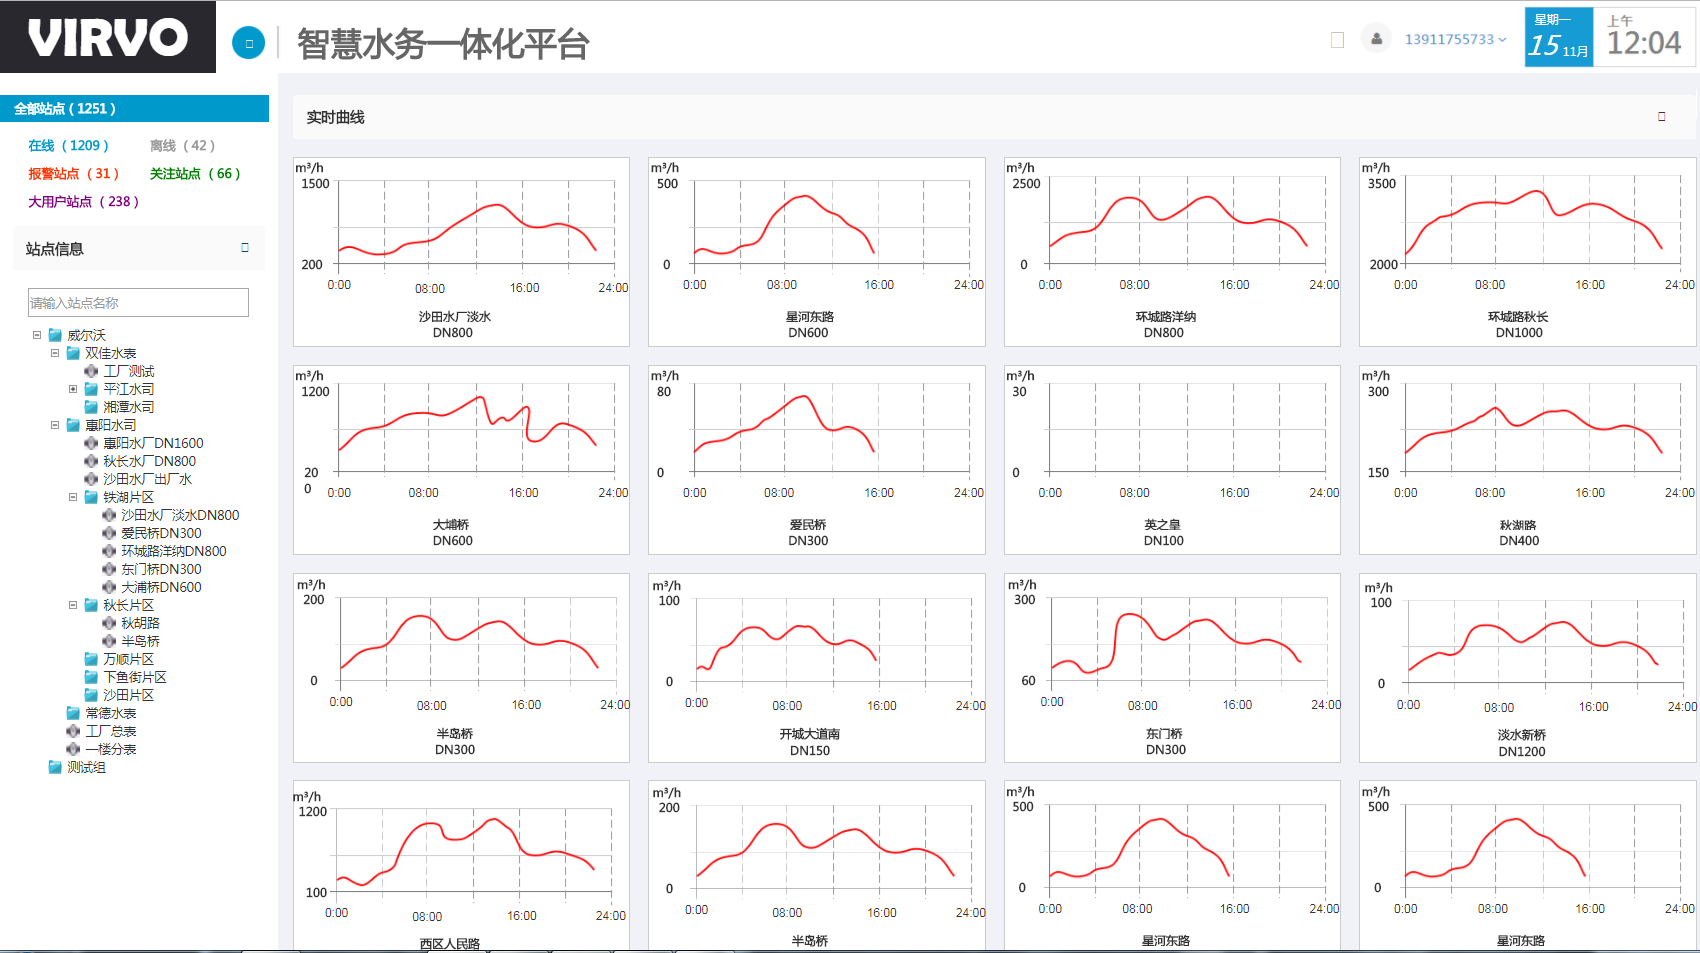 VIRVO
智慧水务一体化平台
13911755733
星期一
15 11月
上午
12:04
全部站点 ( 1251 )
在线 ( 1209 )
离线 ( 42 )
报警站点 ( 31 )
关注站点 ( 66 )
大用户站点 ( 238 )
站点信息
请输入站点名称
威尔沃
双佳水表
工厂测试
平江水司
湘潭水司
惠阳水司
惠阳水厂DN1600
秋长水厂DN800
沙田水厂出厂水
铁湖片区
沙田水厂淡水DN800
爱民桥DN300
环城路洋纳DN800
东门桥DN300
大浦桥DN600
秋长片区
秋胡路
半岛桥
万顺片区
下鱼街片区
沙田片区
常德水表
工厂总表
一楼分表
测试组
实时曲线
m³/h
1500
200
0:00 08:00 16:00 24:00
沙田水厂淡水
DN800
m³/h
500
0
0:00 08:00 16:00 24:00
星河东路
DN600
m³/h
2500
0
0:00 08:00 16:00 24:00
环城路洋纳
DN800
m³/h
3500
2000
0:00 08:00 16:00 24:00
环城路秋长
DN1000
m³/h
1200
20
0
0:00 08:00 16:00 24:00
大埔桥
DN600
m³/h
80
0
0:00 08:00 16:00 24:00
爱民桥
DN300
m³/h
30
0
0:00 08:00 16:00 24:00
英之皇
DN100
m³/h
300
150
0:00 08:00 16:00 24:00
秋湖路
DN400
m³/h
200
0
0:00 08:00 16:00 24:00
半岛桥
DN300
m³/h
100
0
0:00 08:00 16:00 24:00
开城大道南
DN150
m³/h
300
60
0:00 08:00 16:00 24:00
东门桥
DN300
m³/h
100
0
0:00 08:00 16:00 24:00
淡水新桥
DN1200
m³/h
1200
100
0:00 08:00 16:00 24:00
西区人民路
m³/h
200
0
0:00 08:00 16:00 24:00
半岛桥
m³/h
500
0
0:00 08:00 16:00 24:00
星河东路
m³/h
500
0
0:00 08:00 16:00 24:00
星河东路